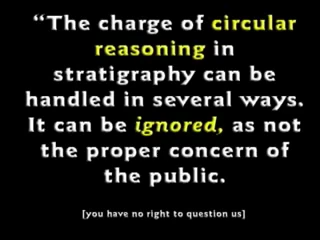 “The charge of circular
reasoning in
stratigraphy can be
handled in several ways.
It can be ignored, as not
the proper concern of
the public.
[you have no right to question us]